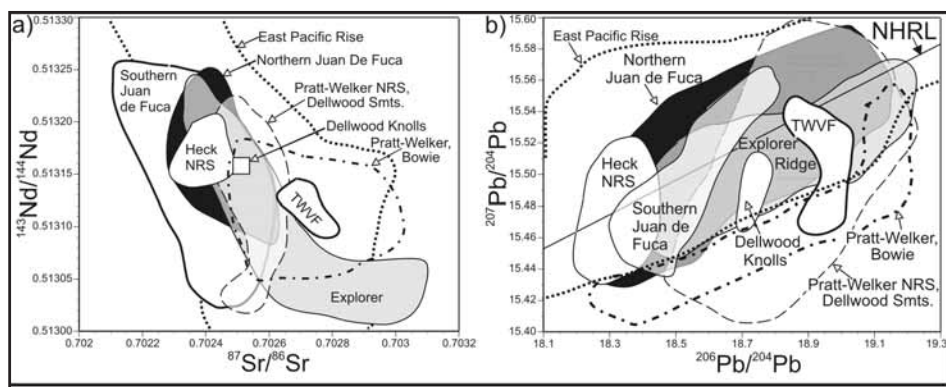 a)
0.51330
0.51325
0.51320
0.51315
0.51310
0.51305
0.51300
143Nd/144Nd
East Pacific Rise
Northern Juan De Fuca
Southern
Juan
de Fuca
Pratt-Welker NRS,
Dellwood Smts.
Dellwood Knolls
Pratt-Welker,
Bowie
Heck
NRS
TWVF
Explorer
0.702
0.7022
0.7024
0.7026
0.7028
0.703
0.7032
87Sr/86Sr
b)
15.60
15.58
15.56
15.54
15.52
15.50
15.48
15.46
15.44
15.42
15.40
207Pb/204Pb
East Pacific Rise
Northern
Juan de Fuca
NHRL
TWVF
Explorer
Ridge
Heck
NRS
Southern
Juan de
Fuca
Dellwood
Knolls
Pratt-Welker,
Bowie
Pratt-Welker NRS,
Dellwood Smts.
18.1
18.3
18.5
18.7
18.9
19.1
19.3
206Pb/204Pb